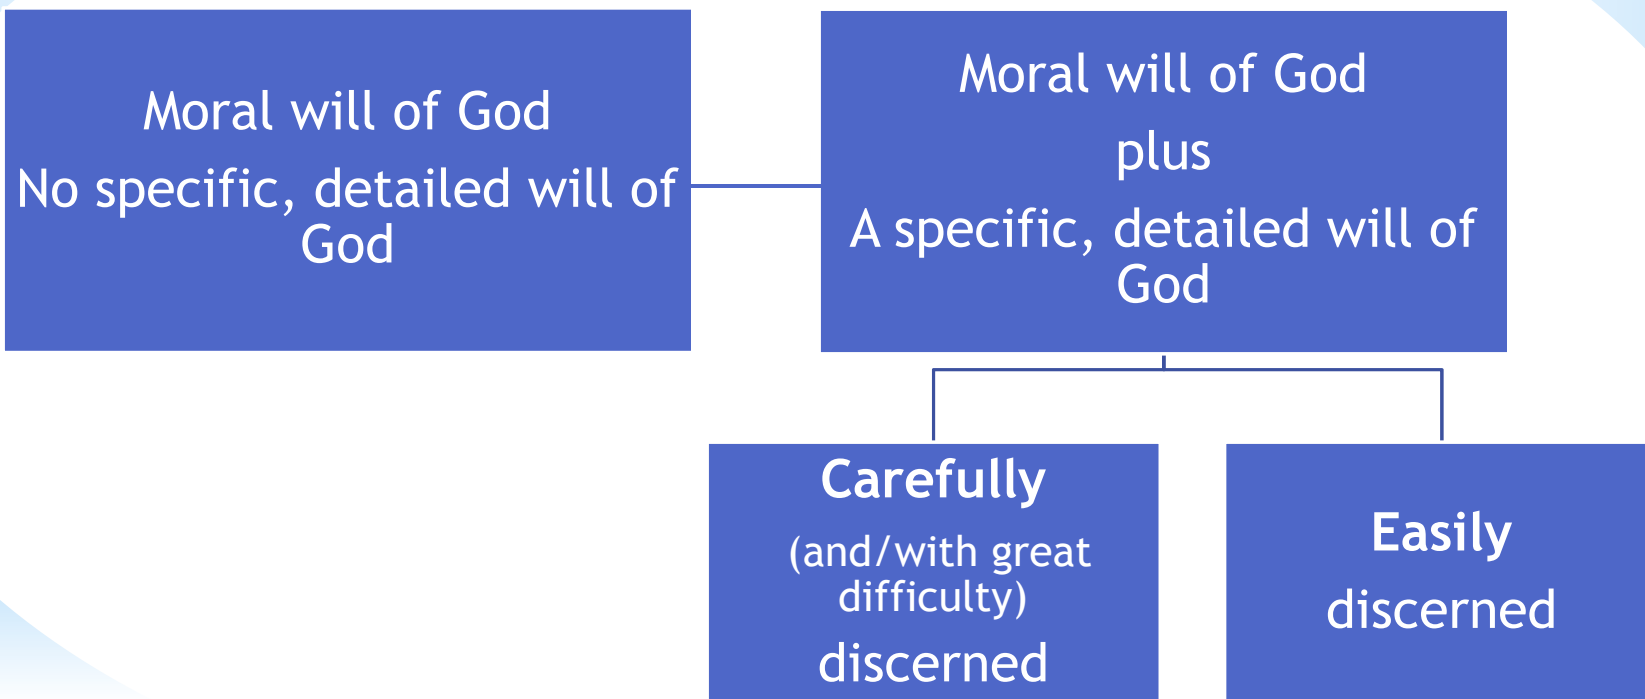 Moral will of God
No specific, detailed will of
God
Moral will of God
plus
A specific, detailed will of
God
Carefully
(and/with great
difficulty)
discerned
Easily
discerned